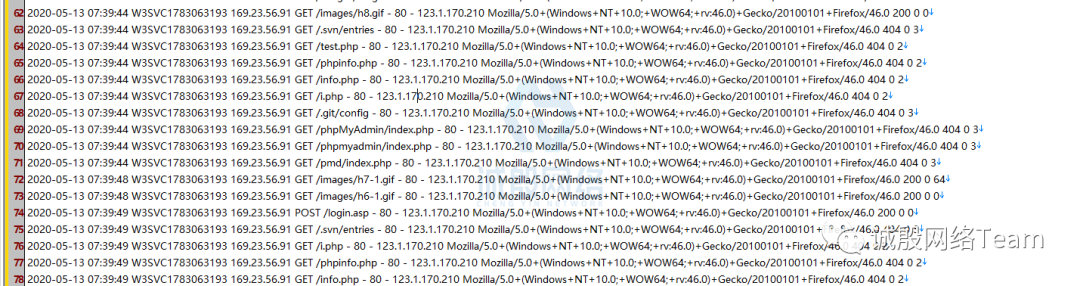 62 2020-05-13 07:39:44 W3SVC1783063193 169.23.56.91 GET /images/h8.gif - 80 - 123.1.170.210 Mozilla/5.0+(Windows+NT+10.0;+WOW64;+rv:46.0)+Gecko/20100101+Firefox/46.0 200 0 0↓
63 2020-05-13 07:39:44 W3SVC1783063193 169.23.56.91 GET /.svn/entries - 80 - 123.1.170.210 Mozilla/5.0+(Windows+NT+10.0;+WOW64;+rv:46.0)+Gecko/20100101+Firefox/46.0 404 0 3↓
64 2020-05-13 07:39:44 W3SVC1783063193 169.23.56.91 GET /test.php - 80 - 123.1.170.210 Mozilla/5.0+(Windows+NT+10.0;+WOW64;+rv:46.0)+Gecko/20100101+Firefox/46.0 404 0 2↓
65 2020-05-13 07:39:44 W3SVC1783063193 169.23.56.91 GET /phpinfo.php - 80 - 123.1.170.210 Mozilla/5.0+(Windows+NT+10.0;+WOW64;+rv:46.0)+Gecko/20100101+Firefox/46.0 404 0 2↓
66 2020-05-13 07:39:44 W3SVC1783063193 169.23.56.91 GET /info.php - 80 - 123.1.170.210 Mozilla/5.0+(Windows+NT+10.0;+WOW64;+rv:46.0)+Gecko/20100101+Firefox/46.0 404 0 2↓
67 2020-05-13 07:39:44 W3SVC1783063193 169.23.56.91 GET /i.php - 80 - 123.1.170.210 Mozilla/5.0+(Windows+NT+10.0;+WOW64;+rv:46.0)+Gecko/20100101+Firefox/46.0 404 0 2↓
68 2020-05-13 07:39:44 W3SVC1783063193 169.23.56.91 GET /.git/config - 80 - 123.1.170.210 Mozilla/5.0+(Windows+NT+10.0;+WOW64;+rv:46.0)+Gecko/20100101+Firefox/46.0 404 0 3↓
69 2020-05-13 07:39:44 W3SVC1783063193 169.23.56.91 GET /phpMyAdmin/index.php - 80 - 123.1.170.210 Mozilla/5.0+(Windows+NT+10.0;+WOW64;+rv:46.0)+Gecko/20100101+Firefox/46.0 404 0 3↓
70 2020-05-13 07:39:44 W3SVC1783063193 169.23.56.91 GET /phpmyadmin/index.php - 80 - 123.1.170.210 Mozilla/5.0+(Windows+NT+10.0;+WOW64;+rv:46.0)+Gecko/20100101+Firefox/46.0 404 0 3↓
71 2020-05-13 07:39:44 W3SVC1783063193 169.23.56.91 GET /pmd/index.php - 80 - 123.1.170.210 Mozilla/5.0+(Windows+NT+10.0;+WOW64;+rv:46.0)+Gecko/20100101+Firefox/46.0 404 0 3↓
72 2020-05-13 07:39:48 W3SVC1783063193 169.23.56.91 GET /images/h7-1.gif - 80 - 123.1.170.210 Mozilla/5.0+(Windows+NT+10.0;+WOW64;+rv:46.0)+Gecko/20100101+Firefox/46.0 200 0 64↓
73 2020-05-13 07:39:48 W3SVC1783063193 169.23.56.91 GET /images/h6-1.gif - 80 - 123.1.170.210 Mozilla/5.0+(Windows+NT+10.0;+WOW64;+rv:46.0)+Gecko/20100101+Firefox/46.0 200 0 0↓
74 2020-05-13 07:39:49 W3SVC1783063193 169.23.56.91 POST /login.asp - 80 - 123.1.170.210 Mozilla/5.0+(Windows+NT+10.0;+WOW64;+rv:46.0)+Gecko/20100101+Firefox/46.0 200 0 0↓
75 2020-05-13 07:39:49 W3SVC1783063193 169.23.56.91 GET /.svn/entries - 80 - 123.1.170.210 Mozilla/5.0+(Windows+NT+10.0;+WOW64;+rv:46.0)+Gecko/20100101+Firefox/46.0
76 2020-05-13 07:39:49 W3SVC1783063193 169.23.56.91 GET /i.php - 80 - 123.1.170.210 Mozilla/5.0+(Windows+NT+10.0;+WOW64;+rv:46.0)+Gecko/20100101+Firefox/46.0 404 0 2↓
77 2020-05-13 07:39:49 W3SVC1783063193 169.23.56.91 GET /phpinfo.php - 80 - 123.1.170.210 Mozilla/5.0+(Windows+NT+10.0;+WOW64;+rv:46.0)+Gecko/20100101+Firefox/46.0 404 0 2↓
78 2020-05-13 07:39:49 W3SVC1783063193 169.23.56.91 GET /info.php - 80 - 123.1.170.210 Mozilla/5.0+(Windows+NT+10.0;+WOW64;+rv:46.0)+Gecko/20100101+Firefox/46.0 404 0 2↓
诚殷网络
诚殷网络Team